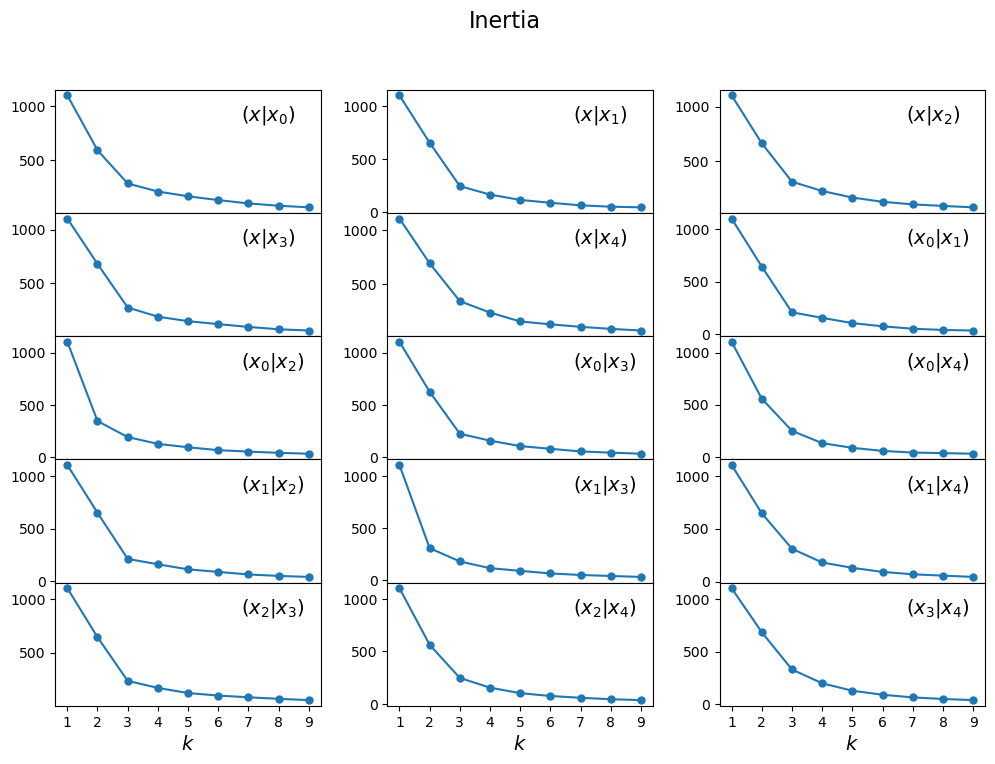 Inertia
1000
500
(x|x₀)
1000
500
0
(x|x₁)
1000
500
(x|x₂)
1000
500
(x|x₃)
1000
500
(x|x₄)
1000
500
0
(x₀|x₁)
1000
500
0
(x₀|x₂)
1000
500
0
(x₀|x₃)
1000
500
0
(x₀|x₄)
1000
500
0
(x₁|x₂)
1000
500
0
(x₁|x₃)
1000
500
0
(x₁|x₄)
1000
500
(x₂|x₃)
1000
500
0
(x₂|x₄)
1000
500
0
(x₃|x₄)
1 2 3 4 5 6 7 8 9
1 2 3 4 5 6 7 8 9
1 2 3 4 5 6 7 8 9
k
k
k